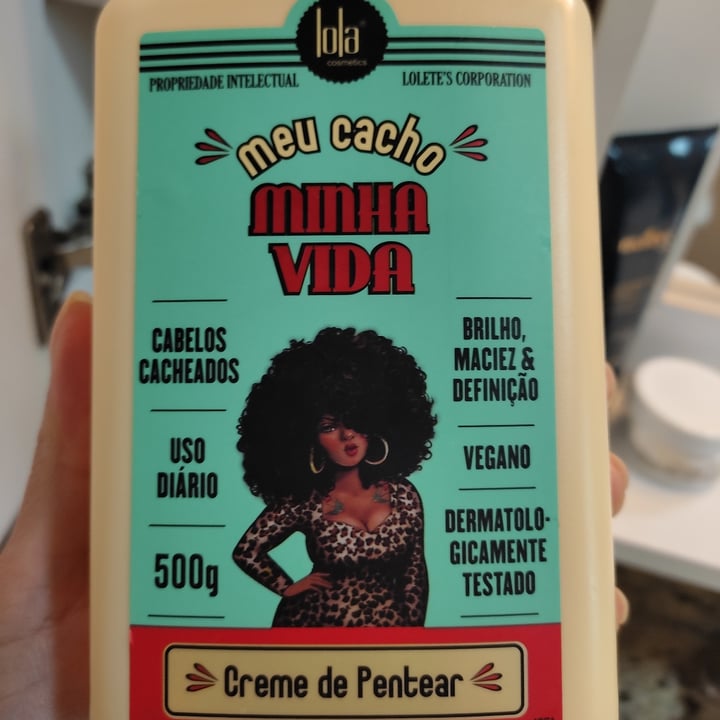 lola
cosmetics
PROPRIEDADE INTELECTUAL
LOLETE'S CORPORATION
meu cacho
MINHA
VIDA
CABELOS
CACHEADOS
USO
DIÁRIO
500g
BRILHO,
MACIEZ &
DEFINIÇÃO
VEGANO
DERMATOLO-
GICAMENTE
TESTADO
Creme de Pentear